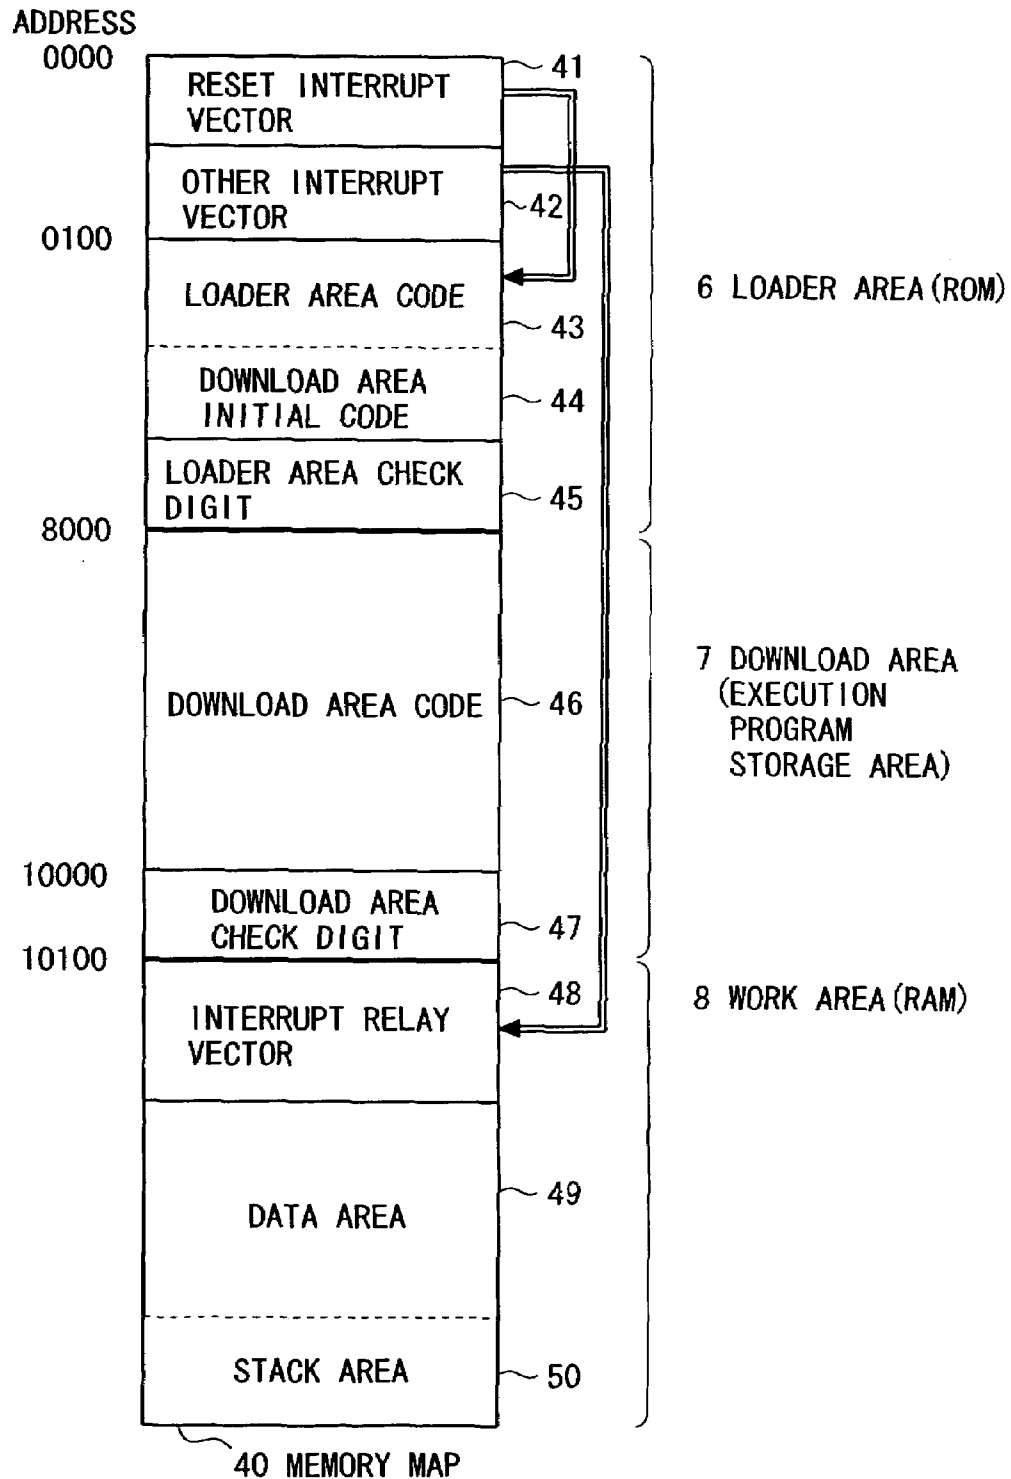 ADDRESS
0000
RESET INTERRUPT
VECTOR
41
OTHER INTERRUPT
VECTOR
42
0100
LOADER AREA CODE
43
6 LOADER AREA(ROM)
DOWNLOAD AREA
INITIAL CODE
44
LOADER AREA CHECK
DIGIT
45
8000
DOWNLOAD AREA CODE
46
7 DOWNLOAD AREA
(EXECUTION
PROGRAM
STORAGE AREA)
10000
DOWNLOAD AREA
CHECK DIGIT
47
10100
INTERRUPT RELAY
VECTOR
48
8 WORK AREA(RAM)
DATA AREA
49
STACK AREA
50
40 MEMORY MAP